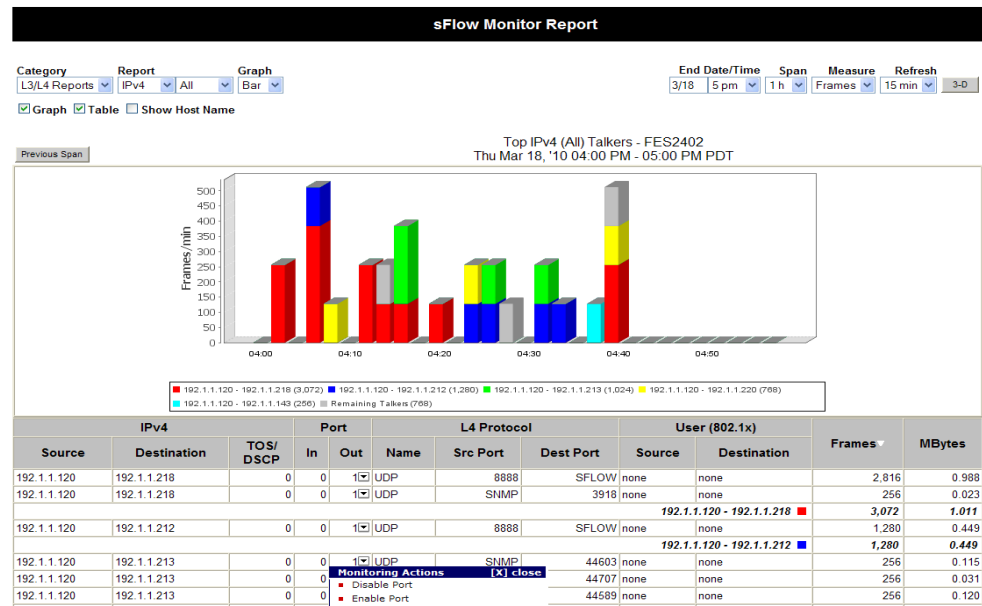 sFlow Monitor Report
Category Report Graph End Date/Time Span Measure Refresh
L3/L4 Reports IPv4 All Bar 3/18 5 pm 1 h Frames 15 min 3-D
Graph Table Show Host Name
Top IPv4 (All) Talkers - FES2402
Previous Span Thu Mar 18, '10 04:00 PM - 05:00 PM PDT
Frames/min
500
450
400
350
300
250
200
150
100
50
0
04:00 04:10 04:20 04:30 04:40 04:50
192.1.1.120 - 192.1.1.218 (3,072) 192.1.1.120 - 192.1.1.212 (1,280) 192.1.1.120 - 192.1.1.213 (1,024) 192.1.1.120 - 192.1.1.220 (768)
192.1.1.120 - 192.1.1.143 (256) Remaining Talkers (768)
IPv4 Port L4 Protocol User (802.1x) Frames MBytes
Source Destination TOS/DSCP In Out Name Src Port Dest Port Source Destination
192.1.1.120 192.1.1.218 0 0 1 UDP 8888 SFLOW none none 2,816 0.988
192.1.1.120 192.1.1.218 0 0 1 UDP SNMP 3918 none none 256 0.023
192.1.1.120 - 192.1.1.218 3,072 1.011
192.1.1.120 192.1.1.212 0 0 1 UDP 8888 SFLOW none none 1,280 0.449
192.1.1.120 - 192.1.1.212 1,280 0.449
192.1.1.120 192.1.1.213 0 0 1 UDP SNMP 44603 none none 256 0.115
192.1.1.120 192.1.1.213 0 0 Monitoring Actions [X] close 44707 none none 256 0.031
Disable Port
192.1.1.120 192.1.1.213 0 0 Enable Port 44589 none none 256 0.120